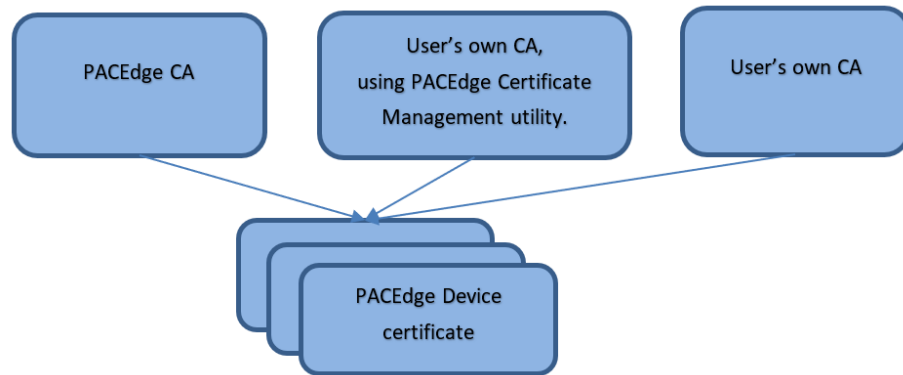 PACEdge CA
User's own CA,
using PACEdge Certificate
Management utility.
User's own CA
PACEdge Device
certificate